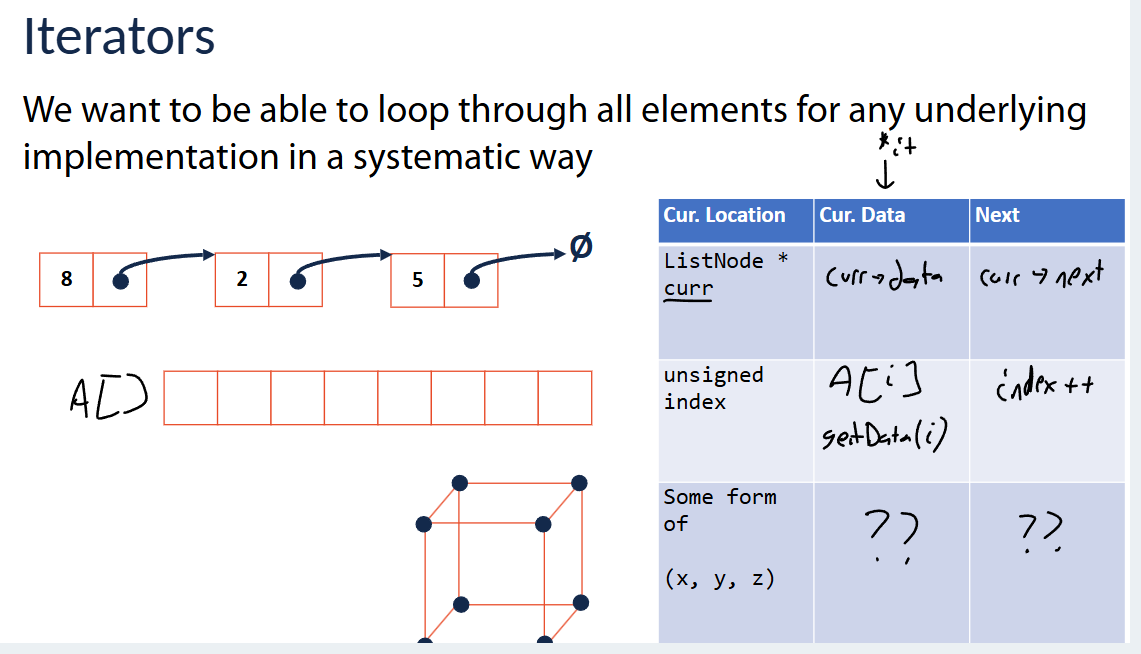 Iterators
We want to be able to loop through all elements for any underlying
implementation in a systematic way
*it
Cur. Location Cur. Data Next
ListNode * curr→data curr→next
curr
8 2 5 Ø
A[]
unsigned A[i] index++
index getData(i)
Some form ?? ??
of
(x, y, z)